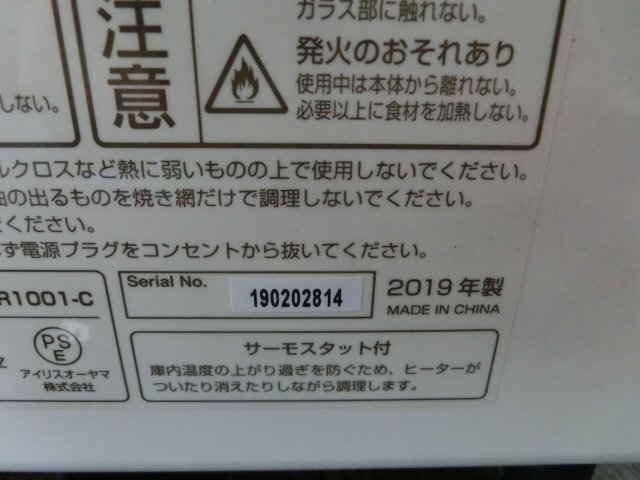 注意
ガラス部に触れない。
発火のおそれあり
使用中は本体から離れない。
必要以上に食材を加熱しない。
しない。
ルクロスなど熱に弱いものの上で使用しないでください。
の出るものを焼き網だけで調理しないでください。
ください。
ず電源プラグをコンセントから抜いてください。
R1001-C
Serial No. 190202814
2019年製
MADE IN CHINA
PSE
アイリスオーヤマ
株式会社
サーモスタット付
庫内温度の上がり過ぎを防ぐため、ヒーターが
ついたり消えたりしながら調理します。